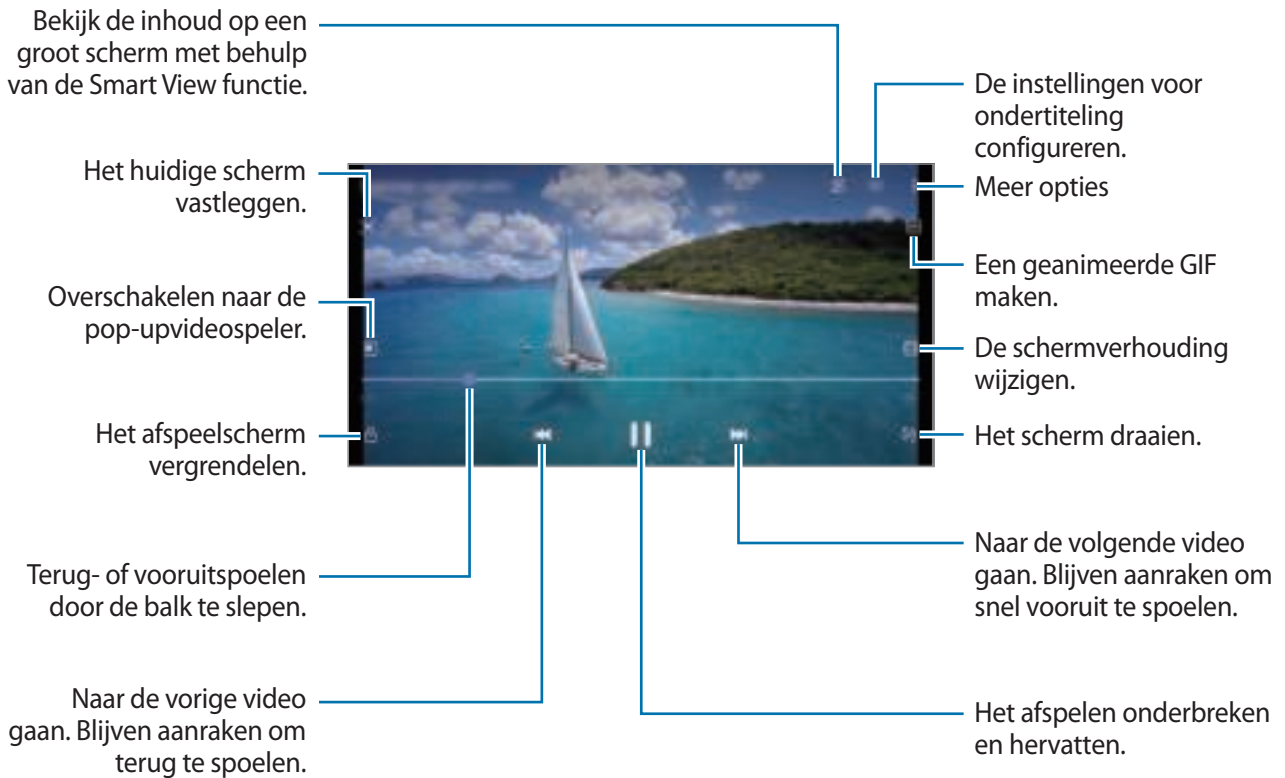 Bekijk de inhoud op een
groot scherm met behulp
van de Smart View functie.
Het huidige scherm
vastleggen.
Overschakelen naar de
pop-upvideospeler.
Het afspeelscherm
vergrendelen.
Terug- of vooruitspoelen
door de balk te slepen.
Naar de vorige video
gaan. Blijven aanraken om
terug te spoelen.
De instellingen voor
ondertiteling
configureren.
Meer opties
Een geanimeerde GIF
maken.
De schermverhouding
wijzigen.
Het scherm draaien.
Naar de volgende video
gaan. Blijven aanraken om
snel vooruit te spoelen.
Het afspelen onderbreken
en hervatten.